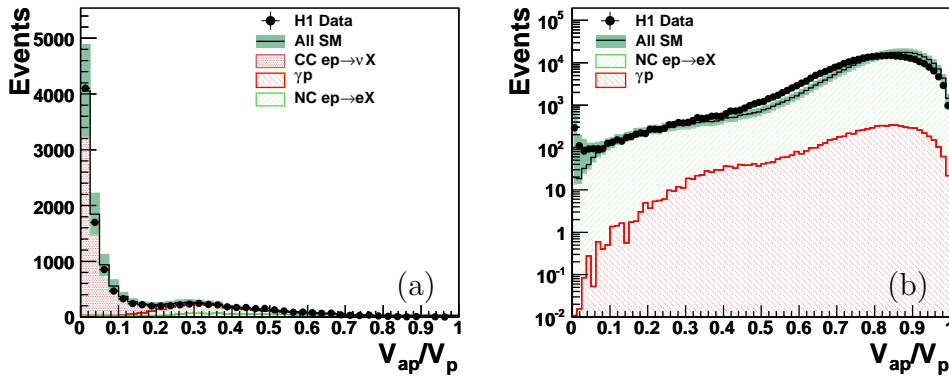 Events
5000
4000
3000
2000
1000
0
H1 Data
All SM
CC ep→νX
γp
NC ep→eX
(a)
0 0.1 0.2 0.3 0.4 0.5 0.6 0.7 0.8 0.9 1
V_ap/V_p
Events
10^5
10^4
10^3
10^2
10
1
10^-1
10^-2
H1 Data
All SM
NC ep→eX
γp
(b)
0 0.1 0.2 0.3 0.4 0.5 0.6 0.7 0.8 0.9 1
V_ap/V_p